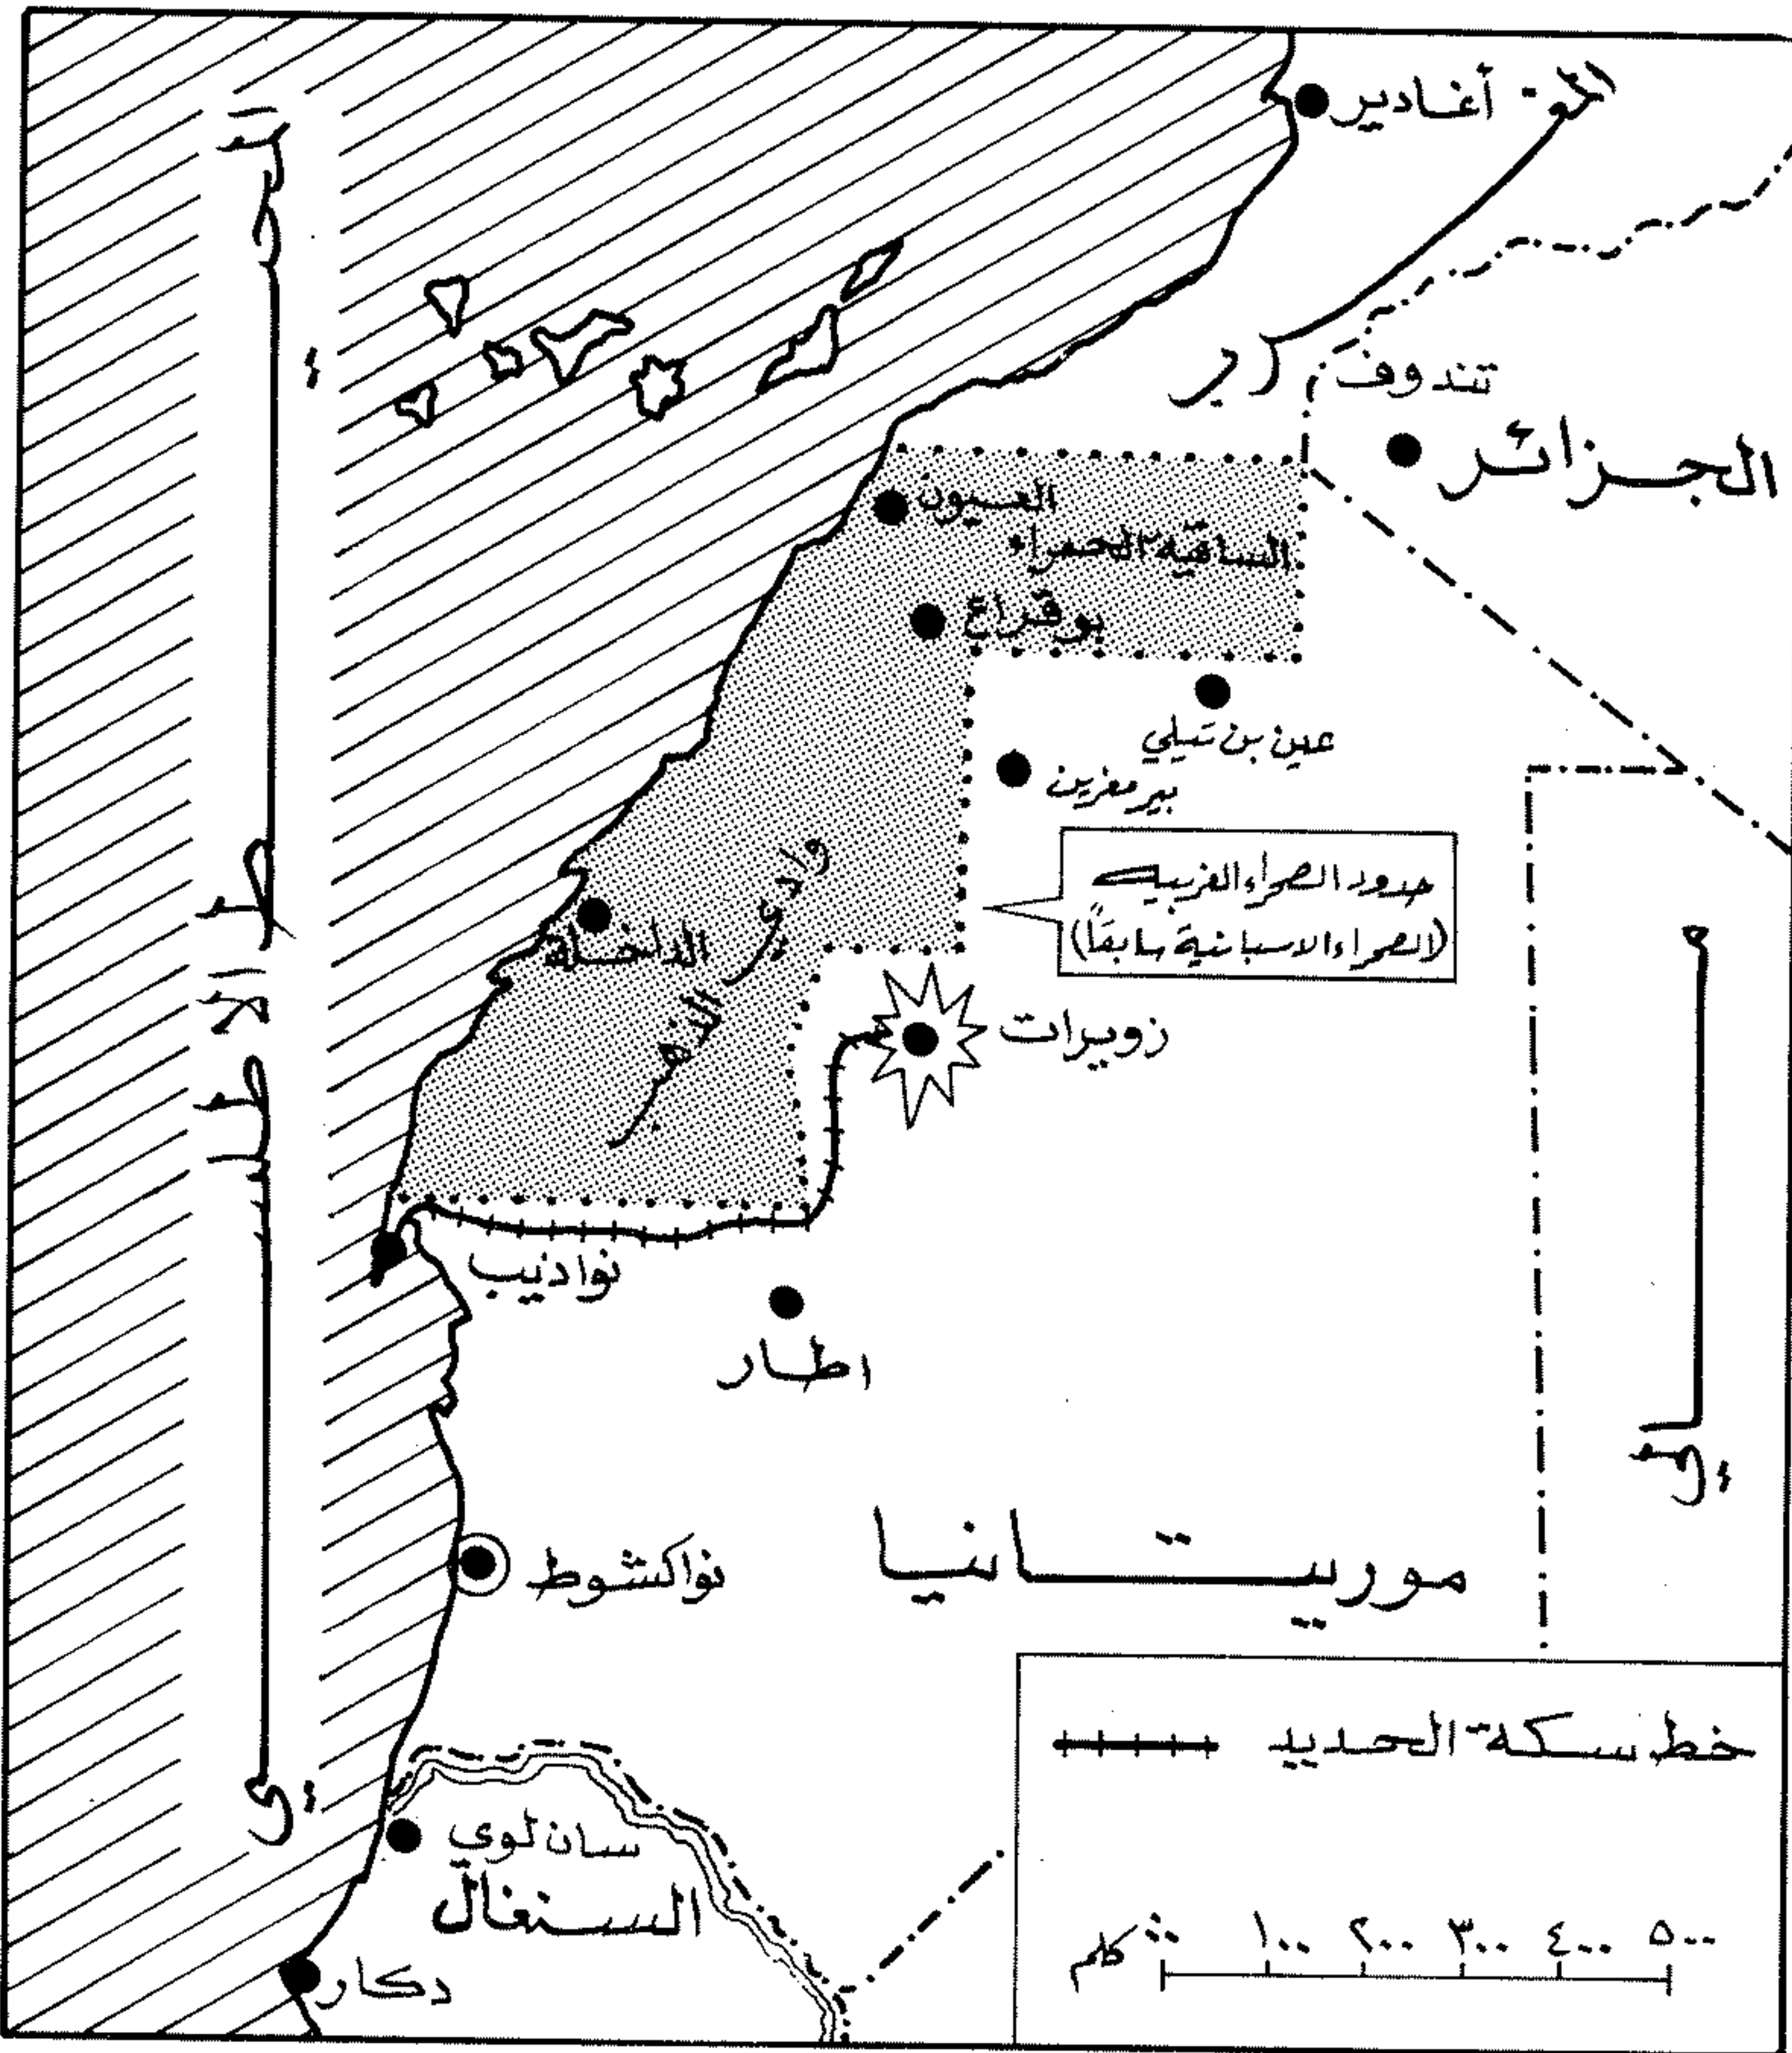 أغادير
المغرب
تندوف
الجزائر
العيون
الساقية الحمراء
بوقراع
عين بن تيلي
بير مغرين
حدود الصحراء الغربية
(الصحراء الاسبانية سابقاً)
وادي الذهب
الداخلة
زويرات
نواذيب
اطار
المحيط الأطلسي
مالي
نواكشوط
موريتانيا
سان لوي
السنغال
دكار
خط سكة الحديد
كلم ١٠٠ ٢٠٠ ٣٠٠ ٤٠٠ ٥٠٠